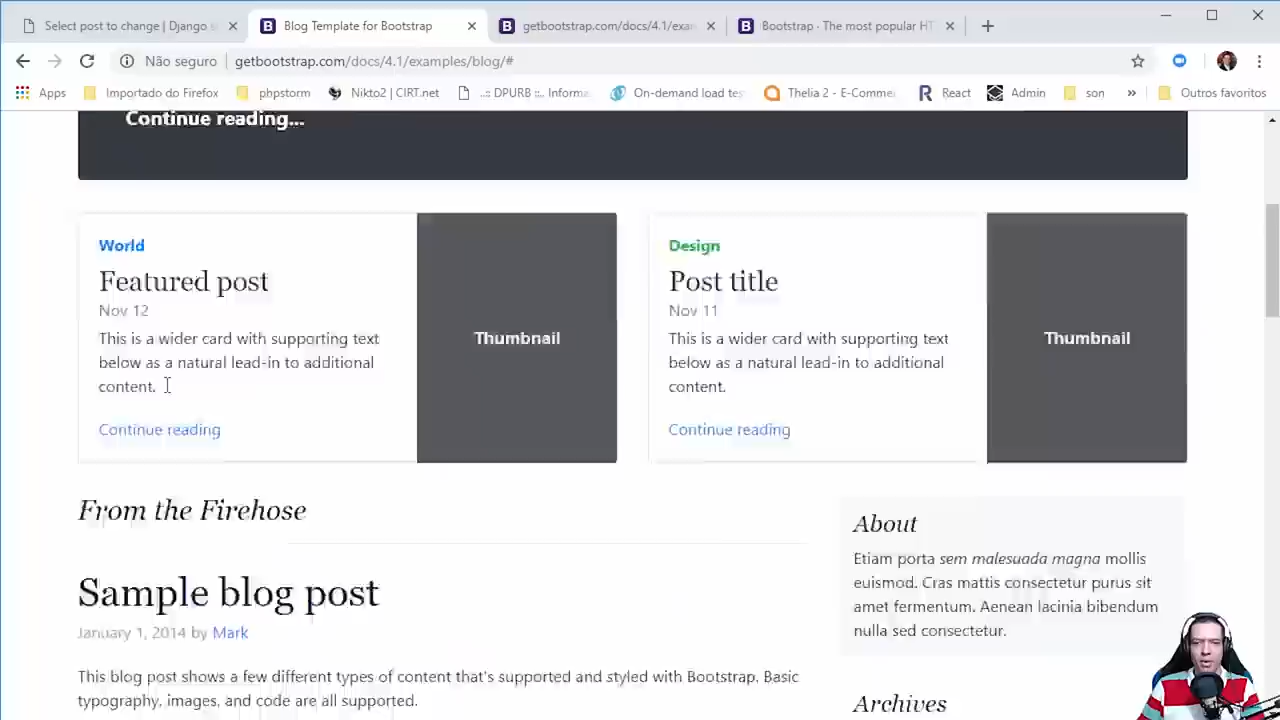 Select post to change | Django s
Blog Template for Bootstrap
getbootstrap.com/docs/4.1/exam
Bootstrap · The most popular HT
Não seguro
getbootstrap.com/docs/4.1/examples/blog/#
Apps
Importado do Firefox
phpstorm
Nikto2 | CIRT.net
..:: DPURB ::.. Informa
On-demand load tes
Thelia 2 - E-Comme
React
Admin
son
»
Outros favoritos
Continue reading...
World
Featured post
Nov 12
This is a wider card with supporting text
below as a natural lead-in to additional
content.
Continue reading
Thumbnail
Design
Post title
Nov 11
This is a wider card with supporting text
below as a natural lead-in to additional
content.
Continue reading
Thumbnail
From the Firehose
Sample blog post
January 1, 2014 by Mark
This blog post shows a few different types of content that's supported and styled with Bootstrap. Basic
typography, images, and code are all supported.
About
Etiam porta sem malesuada magna mollis
euismod. Cras mattis consectetur purus sit
amet fermentum. Aenean lacinia bibendum
nulla sed consectetur.
Archives